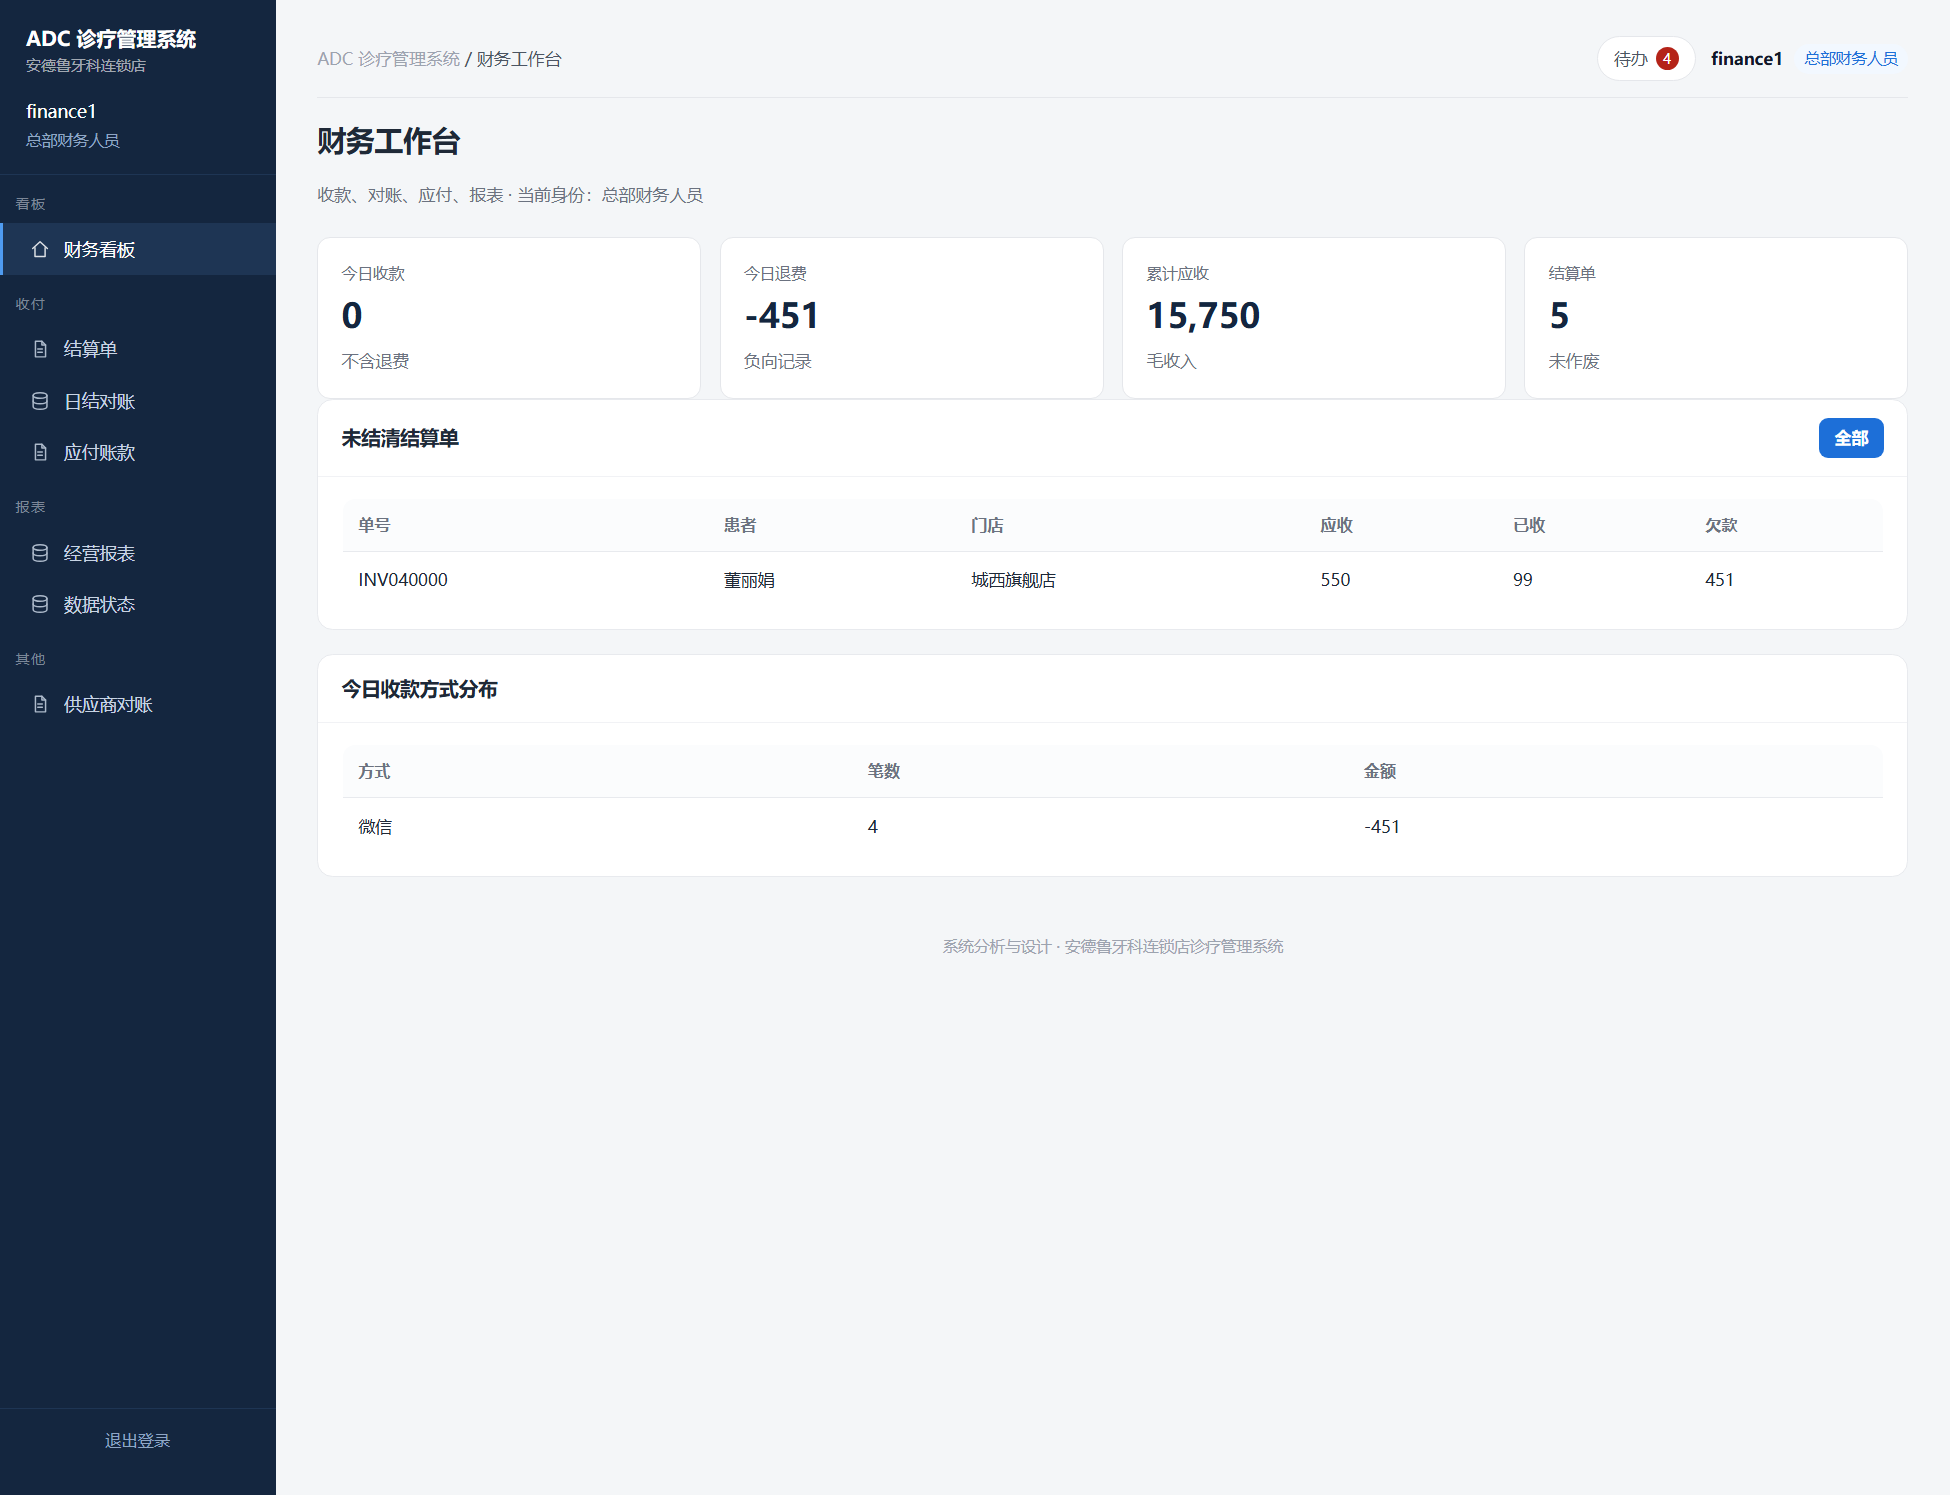 ADC 诊疗管理系统
安德鲁牙科连锁店
finance1
总部财务人员
看板
财务看板
收付
结算单
日结对账
应付账款
报表
经营报表
数据状态
其他
供应商对账
退出登录
ADC 诊疗管理系统 / 财务工作台
待办 4 finance1 总部财务人员
财务工作台
收款、对账、应付、报表 · 当前身份：总部财务人员
今日收款
0
不含退费
今日退费
-451
负向记录
累计应收
15,750
毛收入
结算单
5
未作废
未结清结算单 全部
单号 患者 门店 应收 已收 欠款
INV040000 董丽娟 城西旗舰店 550 99 451
今日收款方式分布
方式 笔数 金额
微信 4 -451
系统分析与设计 · 安德鲁牙科连锁店诊疗管理系统